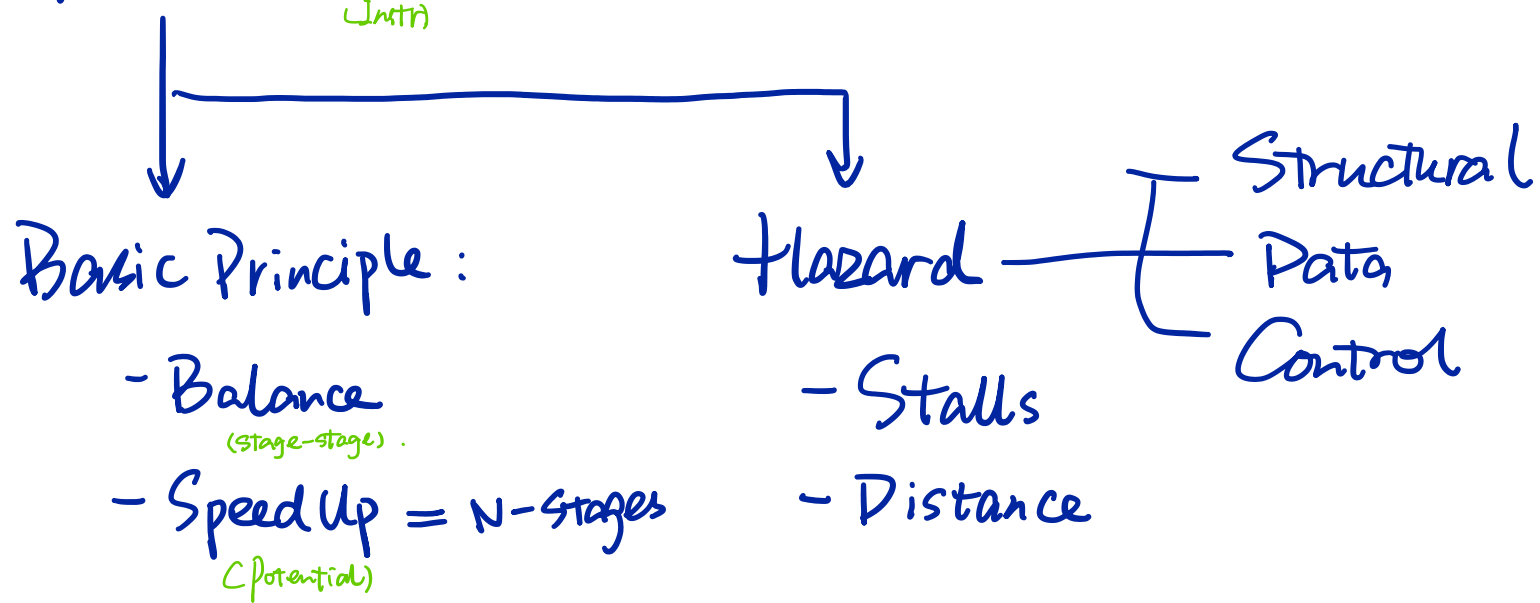 Basic Principle :
- Balance
(stage-stage).
- Speed Up = N-stages
(Potential)
Hazard
Structural
Data
Control
- Stalls
- Distance